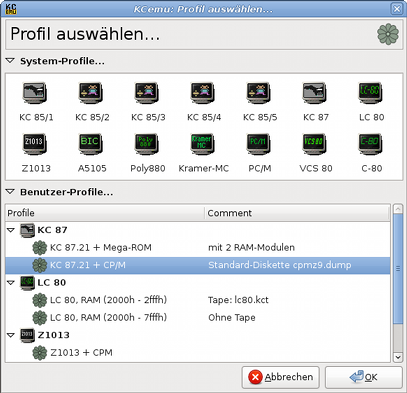 KCemu: Profil auswählen...
Profil auswählen...
System-Profile...
KC 85/1 KC 85/2 KC 85/3 KC 85/4 KC 85/5 KC 87 LC 80
Z1013 A5105 Poly880 Kramer-MC PC/M VCS 80 C-80
Benutzer-Profile...
Profile Comment
KC 87
KC 87.21 + Mega-ROM mit 2 RAM-Modulen
KC 87.21 + CP/M Standard-Diskette cpmz9.dump
LC 80
LC 80, RAM (2000h - 2fffh) Tape: lc80.kct
LC 80, RAM (2000h - 7fffh) Ohne Tape
Z1013
Z1013 + CPM
Abbrechen OK